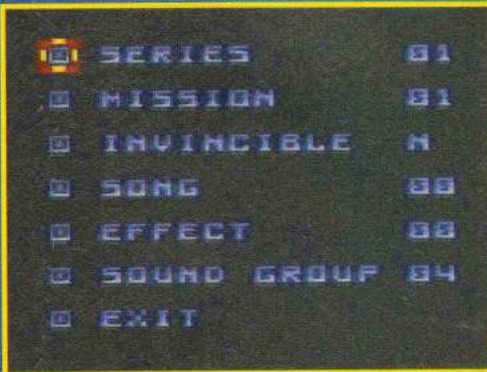 SERIES 01
MISSION 01
INVINCIBLE N
SONG 00
EFFECT 00
SOUND GROUP 04
EXIT